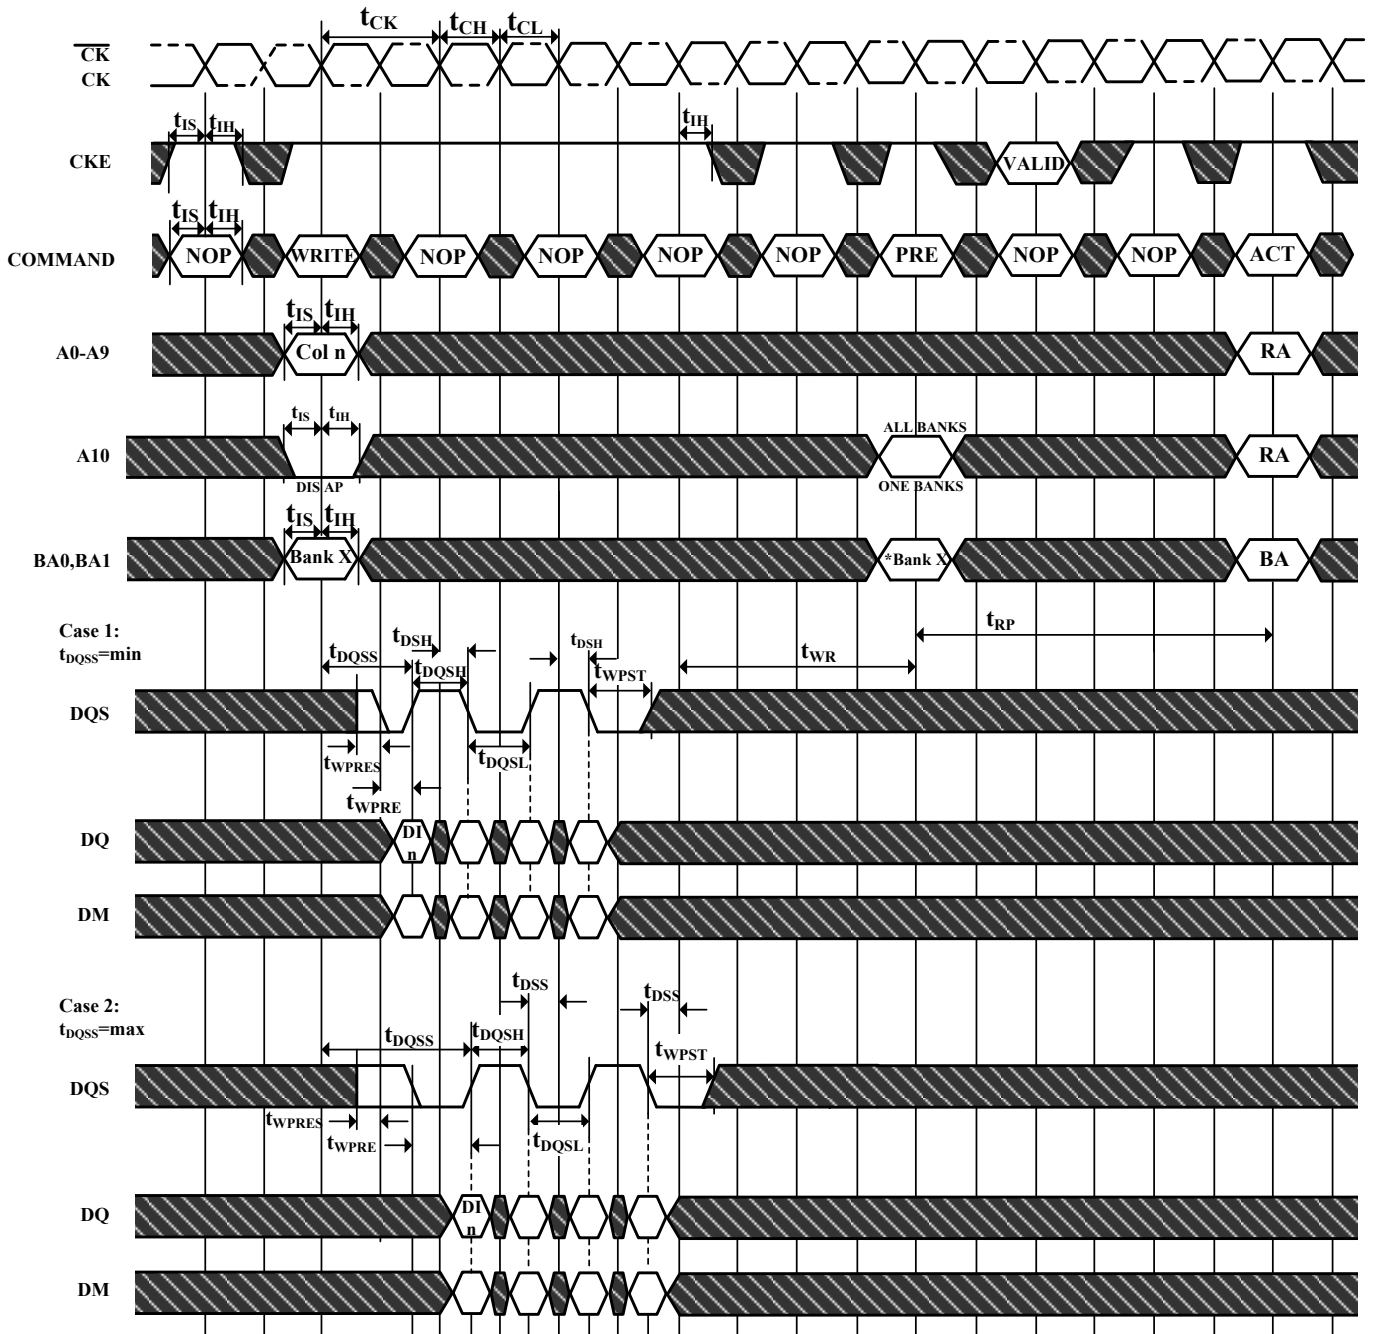 tCK tCH tCL
CK
CK
tIS tIH tIH
CKE VALID
tIS tIH
COMMAND NOP WRITE NOP NOP NOP NOP PRE NOP NOP ACT
tIS tIH
A0-A9 Col n RA
tIS tIH ALL BANKS
A10 RA
DIS AP ONE BANKS
tIS tIH
BA0,BA1 Bank X *Bank X BA
Case 1:
tDQSS=min
tDQSS tDSH tDQSH tDSH tWPST tWR tRP
DQS
tWPRES tDQSL
tWPRE
DQ DI
n
DM
Case 2:
tDQSS=max
tDSS tDSS
tDQSS tDQSH tWPST
DQS
tWPRES tWPRE tDQSL
DQ DI
n
DM